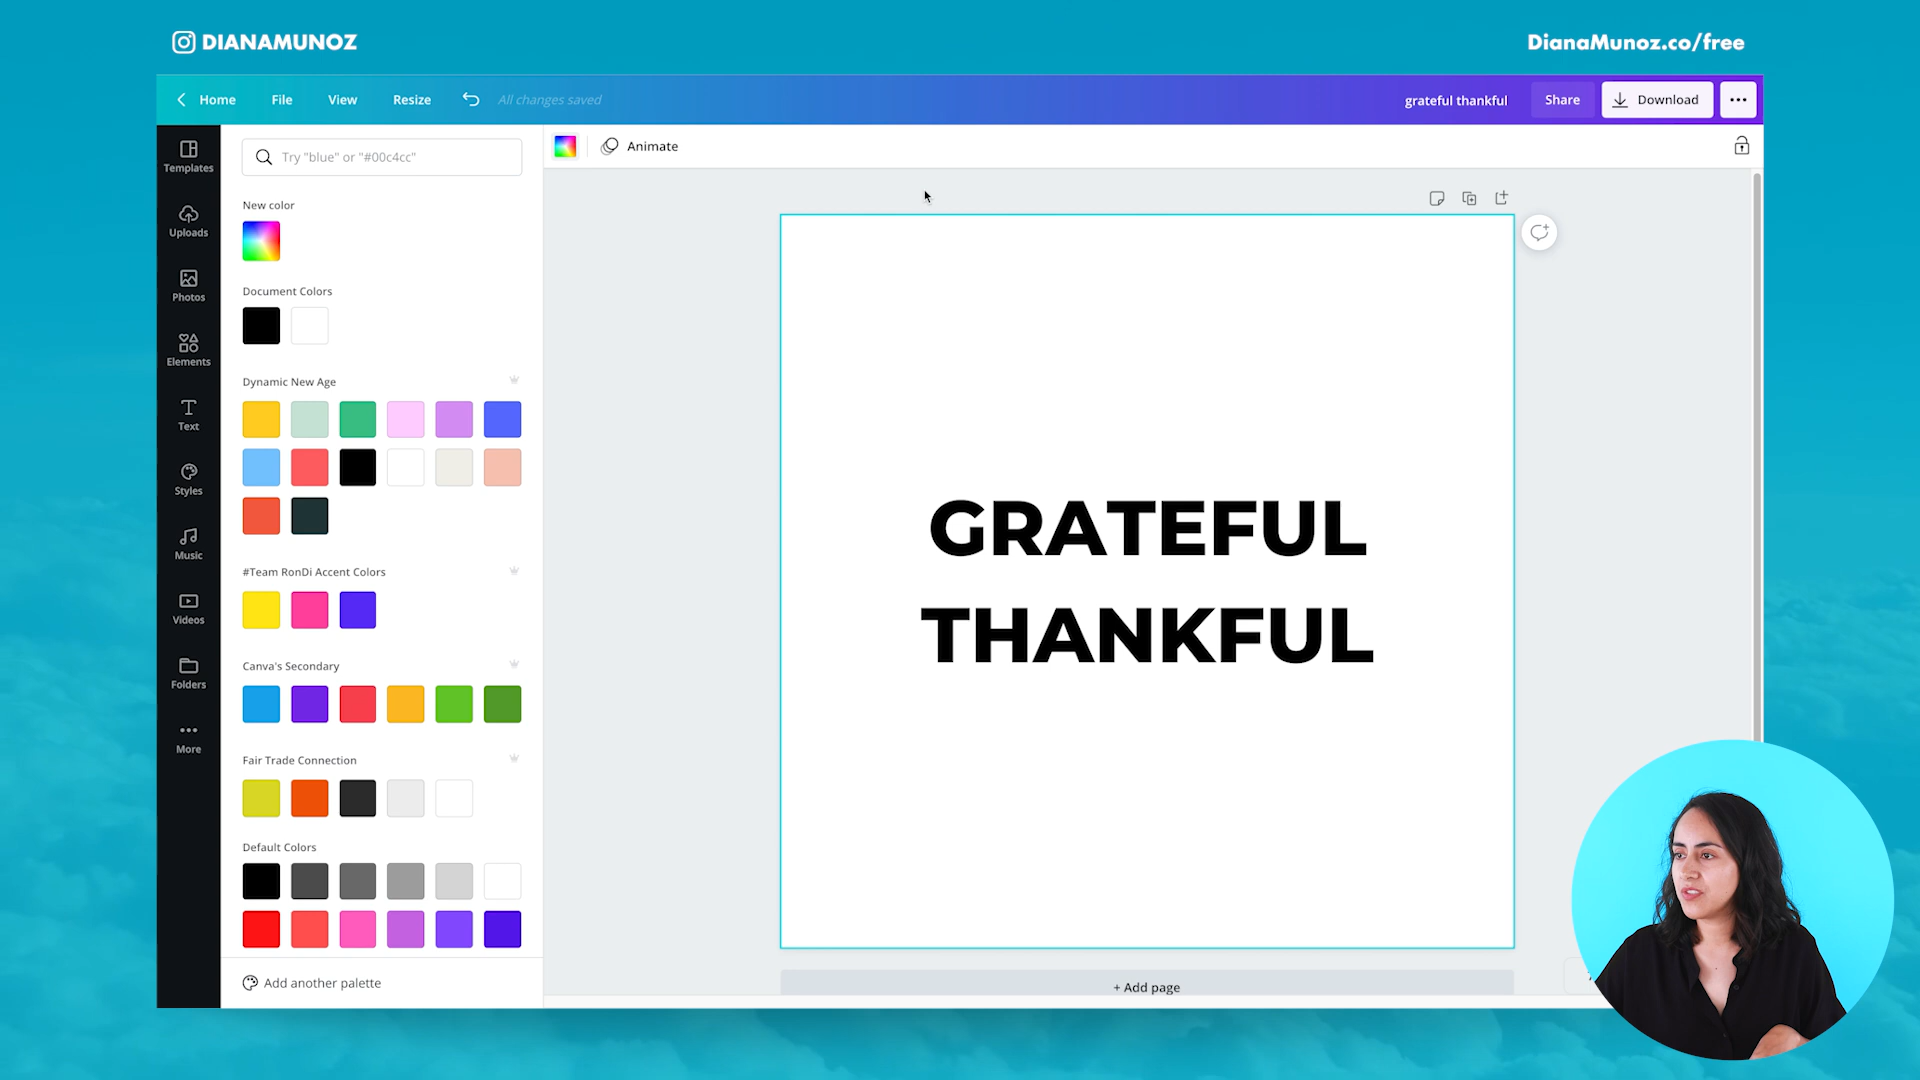 DIANAMUNOZ
DianaMunoz.co/free
Home
File
View
Resize
All changes saved
grateful thankful
Share
Download
Templates
Uploads
Photos
Elements
Text
Styles
Music
Videos
Folders
More
Try "blue" or "#00c4cc"
New color
Document Colors
Dynamic New Age
#Team RonDi Accent Colors
Canva's Secondary
Fair Trade Connection
Default Colors
Add another palette
Animate
GRATEFUL
THANKFUL
+ Add page